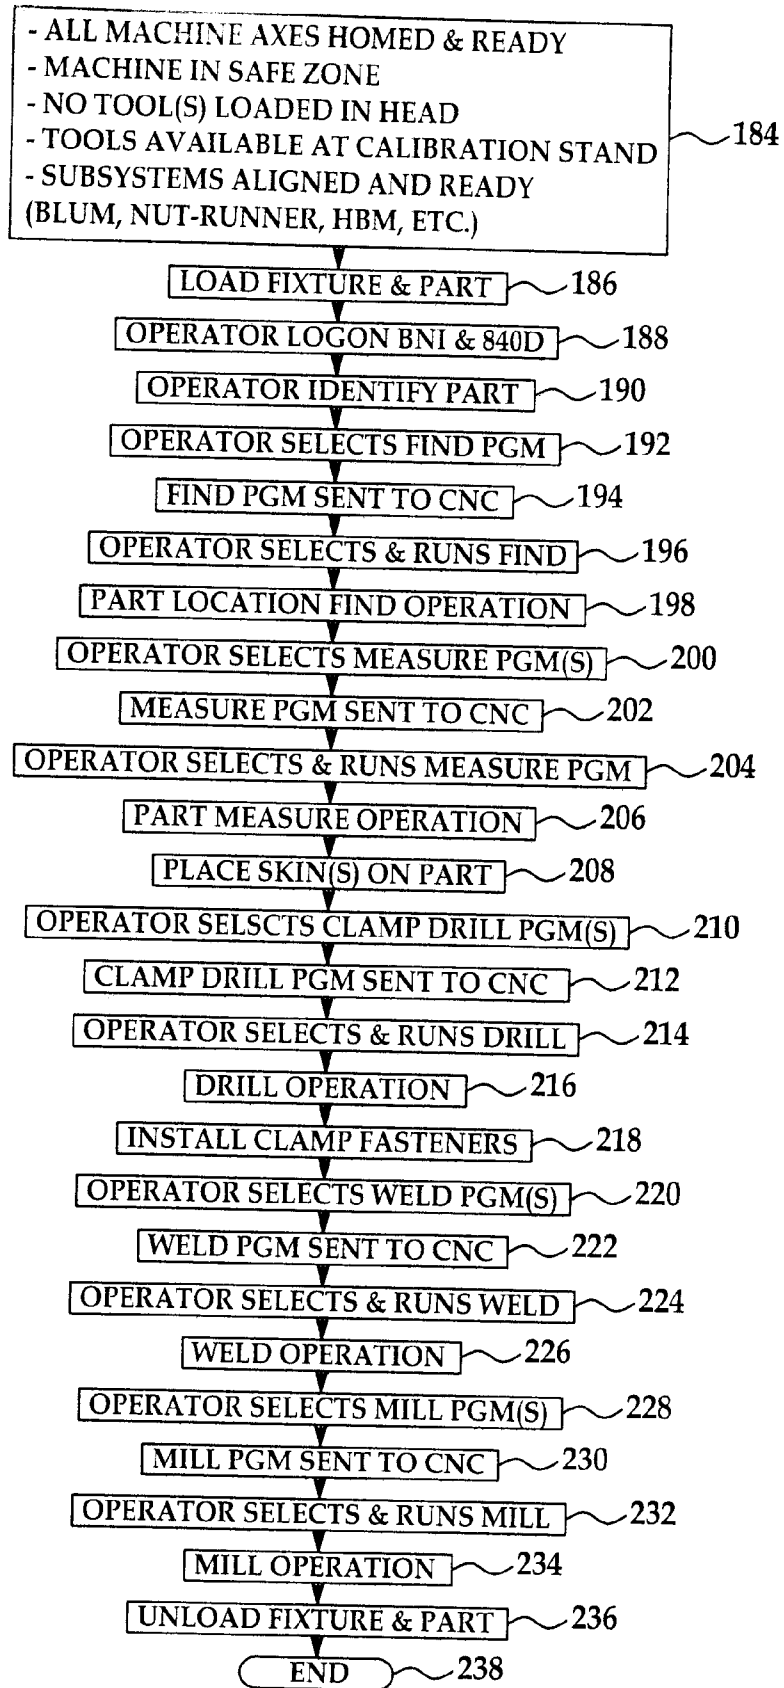 - ALL MACHINE AXES HOMED & READY
- MACHINE IN SAFE ZONE
- NO TOOL(S) LOADED IN HEAD
- TOOLS AVAILABLE AT CALIBRATION STAND
- SUBSYSTEMS ALIGNED AND READY
(BLUM, NUT-RUNNER, HBM, ETC.)
184
LOAD FIXTURE & PART 186
OPERATOR LOGON BNI & 840D 188
OPERATOR IDENTIFY PART 190
OPERATOR SELECTS FIND PGM 192
FIND PGM SENT TO CNC 194
OPERATOR SELECTS & RUNS FIND 196
PART LOCATION FIND OPERATION 198
OPERATOR SELECTS MEASURE PGM(S) 200
MEASURE PGM SENT TO CNC 202
OPERATOR SELECTS & RUNS MEASURE PGM 204
PART MEASURE OPERATION 206
PLACE SKIN(S) ON PART 208
OPERATOR SELSCTS CLAMP DRILL PGM(S) 210
CLAMP DRILL PGM SENT TO CNC 212
OPERATOR SELECTS & RUNS DRILL 214
DRILL OPERATION 216
INSTALL CLAMP FASTENERS 218
OPERATOR SELECTS WELD PGM(S) 220
WELD PGM SENT TO CNC 222
OPERATOR SELECTS & RUNS WELD 224
WELD OPERATION 226
OPERATOR SELECTS MILL PGM(S) 228
MILL PGM SENT TO CNC 230
OPERATOR SELECTS & RUNS MILL 232
MILL OPERATION 234
UNLOAD FIXTURE & PART 236
END 238